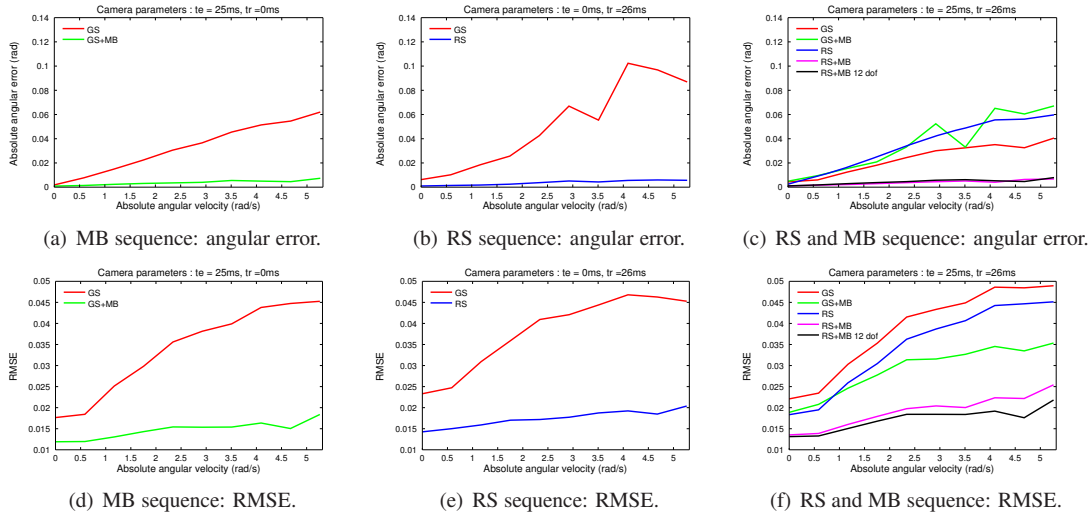 Camera parameters : te = 25ms, tr =0ms
0.14
0.12
0.1
0.08
0.06
0.04
0.02
0
Absolute angular error (rad)
GS
GS+MB
0 0.5 1 1.5 2 2.5 3 3.5 4 4.5 5
Absolute angular velocity (rad/s)
(a) MB sequence: angular error.
Camera parameters : te = 0ms, tr=26ms
0.14
0.12
0.1
0.08
0.06
0.04
0.02
0
Absolute angular error (rad)
GS
RS
0 0.5 1 1.5 2 2.5 3 3.5 4 4.5 5
Absolute angular velocity (rad/s)
(b) RS sequence: angular error.
Camera parameters : te = 25ms, tr=26ms
0.14
0.12
0.1
0.08
0.06
0.04
0.02
0
Absolute angular error (rad)
GS
GS+MB
RS
RS+MB
RS+MB 12 dof
0 0.5 1 1.5 2 2.5 3 3.5 4 4.5 5
Absolute angular velocity (rad/s)
(c) RS and MB sequence: angular error.
Camera parameters : te = 25ms, tr =0ms
0.05
0.045
0.04
0.035
0.03
0.025
0.02
0.015
0.01
RMSE
GS
GS+MB
0 0.5 1 1.5 2 2.5 3 3.5 4 4.5 5
Absolute angular velocity (rad/s)
(d) MB sequence: RMSE.
Camera parameters : te = 0ms, tr=26ms
0.05
0.045
0.04
0.035
0.03
0.025
0.02
0.015
0.01
RMSE
GS
RS
0 0.5 1 1.5 2 2.5 3 3.5 4 4.5 5
Absolute angular velocity (rad/s)
(e) RS sequence: RMSE.
Camera parameters : te = 25ms, tr=26ms
0.05
0.045
0.04
0.035
0.03
0.025
0.02
0.015
0.01
RMSE
GS
GS+MB
RS
RS+MB
RS+MB 12 dof
0 0.5 1 1.5 2 2.5 3 3.5 4 4.5 5
Absolute angular velocity (rad/s)
(f) RS and MB sequence: RMSE.